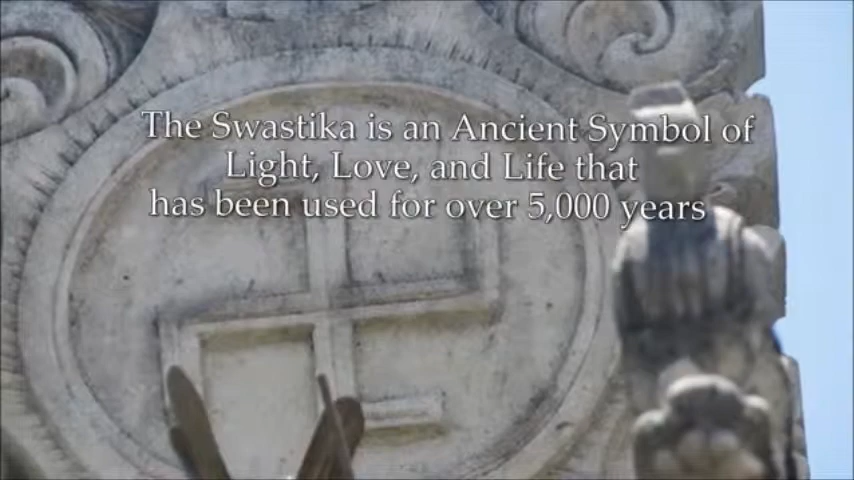 The Swastika is an Ancient Symbol of
Light, Love, and Life that
has been used for over 5,000 years